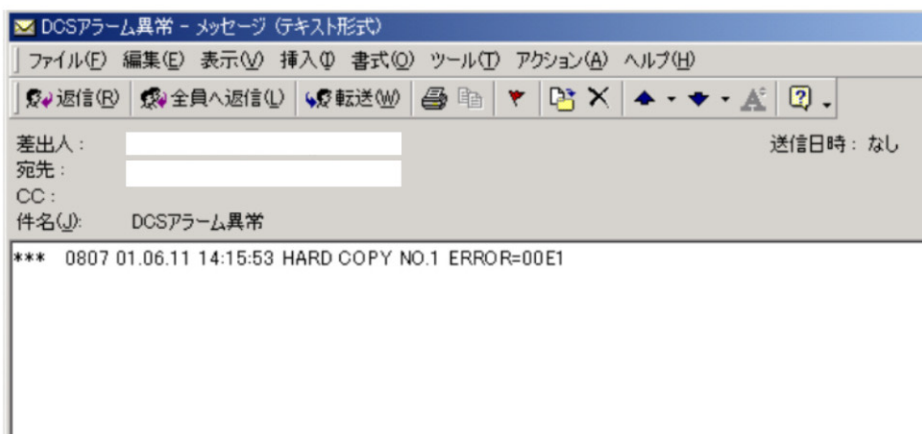 DCSアラーム異常 - メッセージ (テキスト形式)
ファイル(F) 編集(E) 表示(V) 挿入(I) 書式(O) ツール(T) アクション(A) ヘルプ(H)
返信(R) 全員へ返信(L) 転送(W)
差出人: 送信日時: なし
宛先:
CC:
件名(J): DCSアラーム異常
*** 0807 01.06.11 14:15:53 HARD COPY NO.1 ERROR=00E1